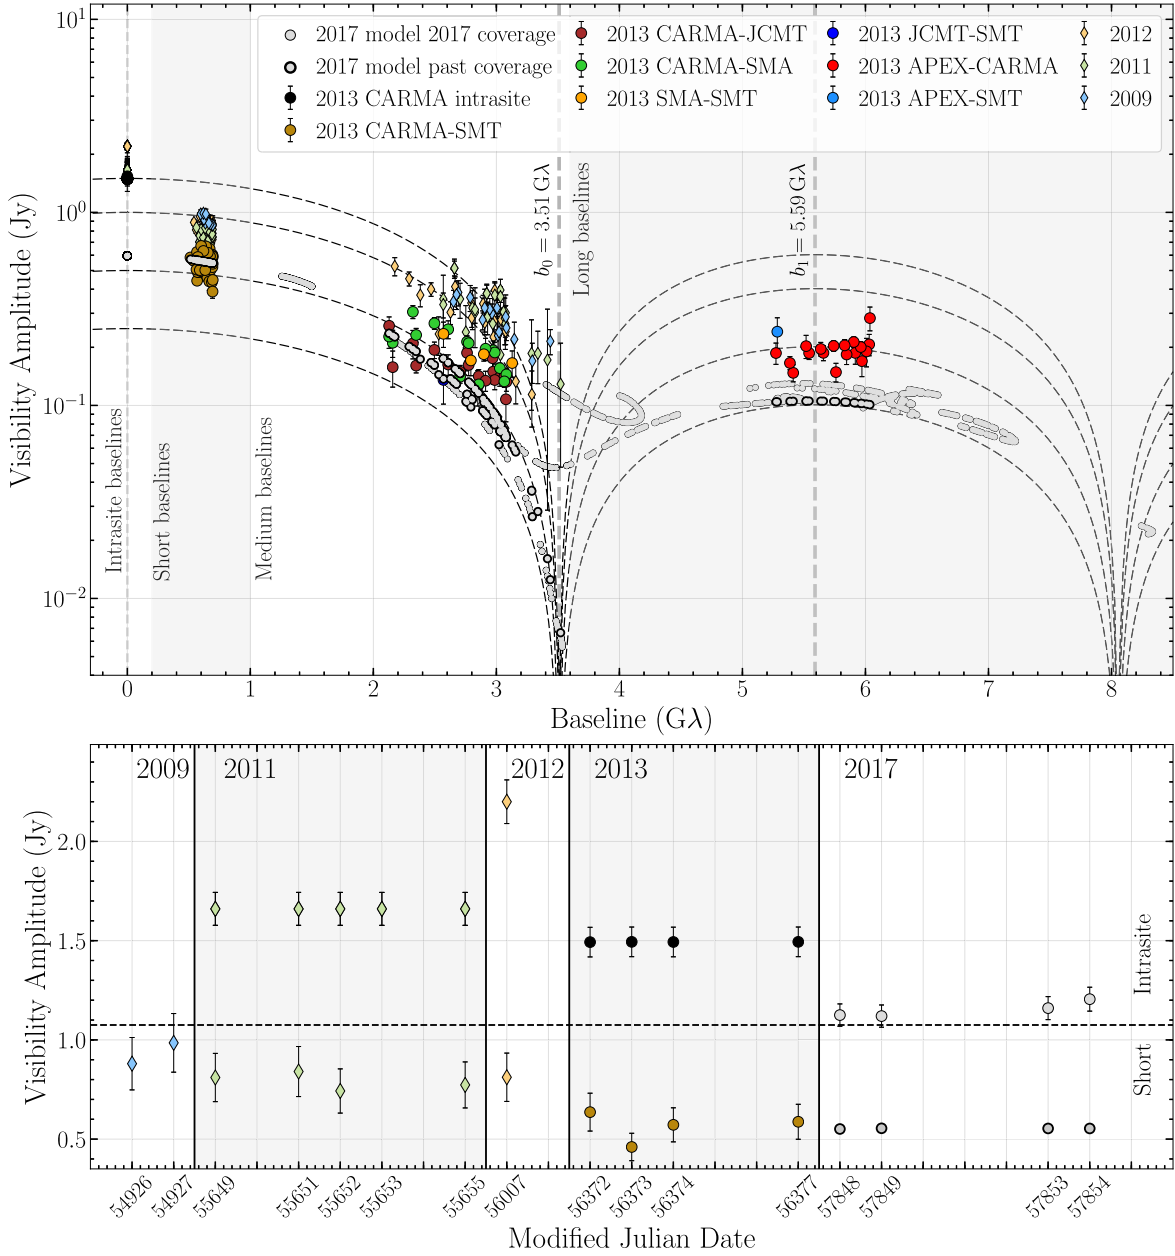 2017 model 2017 coverage
2017 model past coverage
2013 CARMA intrasite
2013 CARMA-SMT
2013 CARMA-JCMT
2013 CARMA-SMA
2013 SMA-SMT
2013 JCMT-SMT
2013 APEX-CARMA
2013 APEX-SMT
2012
2011
2009
10¹
10⁰
10⁻¹
10⁻²
Visibility Amplitude (Jy)
Intrasite baselines
Short baselines
Medium baselines
b₀ = 3.51 Gλ
Long baselines
b₁ = 5.59 Gλ
0 1 2 3 4 5 6 7 8
Baseline (Gλ)
2009 2011 2012 2013 2017
2.0
1.5
1.0
0.5
Visibility Amplitude (Jy)
Intrasite
Short
54926 54927 55649 55651 55652 55653 55655 56007 56372 56373 56374 56377 57848 57849 57853 57854
Modified Julian Date